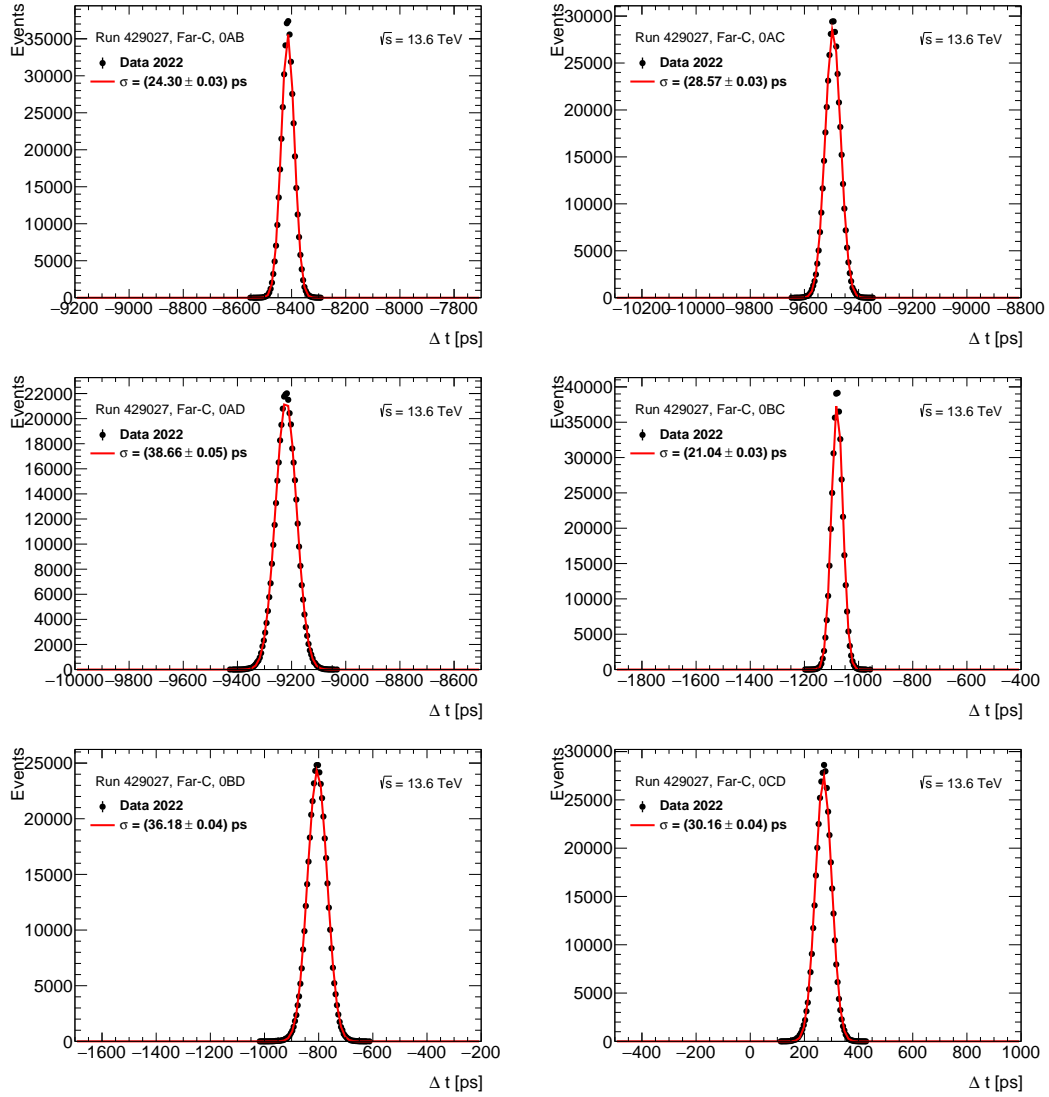 Events
Run 429027, Far-C, 0AB
√s = 13.6 TeV
Data 2022
σ = (24.30 ± 0.03) ps
35000
30000
25000
20000
15000
10000
5000
0
−9200 −9000 −8800 −8600 −8400 −8200 −8000 −7800
Δ t [ps]
Events
Run 429027, Far-C, 0AC
√s = 13.6 TeV
Data 2022
σ = (28.57 ± 0.03) ps
30000
25000
20000
15000
10000
5000
0
−10200 −10000 −9800 −9600 −9400 −9200 −9000 −8800
Δ t [ps]
Events
Run 429027, Far-C, 0AD
√s = 13.6 TeV
Data 2022
σ = (38.66 ± 0.05) ps
22000
20000
18000
16000
14000
12000
10000
8000
6000
4000
2000
0
−10000 −9800 −9600 −9400 −9200 −9000 −8800 −8600
Δ t [ps]
Events
Run 429027, Far-C, 0BC
√s = 13.6 TeV
Data 2022
σ = (21.04 ± 0.03) ps
40000
35000
30000
25000
20000
15000
10000
5000
0
−1800 −1600 −1400 −1200 −1000 −800 −600 −400
Δ t [ps]
Events
Run 429027, Far-C, 0BD
√s = 13.6 TeV
Data 2022
σ = (36.18 ± 0.04) ps
25000
20000
15000
10000
5000
0
−1600 −1400 −1200 −1000 −800 −600 −400 −200
Δ t [ps]
Events
Run 429027, Far-C, 0CD
√s = 13.6 TeV
Data 2022
σ = (30.16 ± 0.04) ps
30000
25000
20000
15000
10000
5000
0
−400 −200 0 200 400 600 800 1000
Δ t [ps]